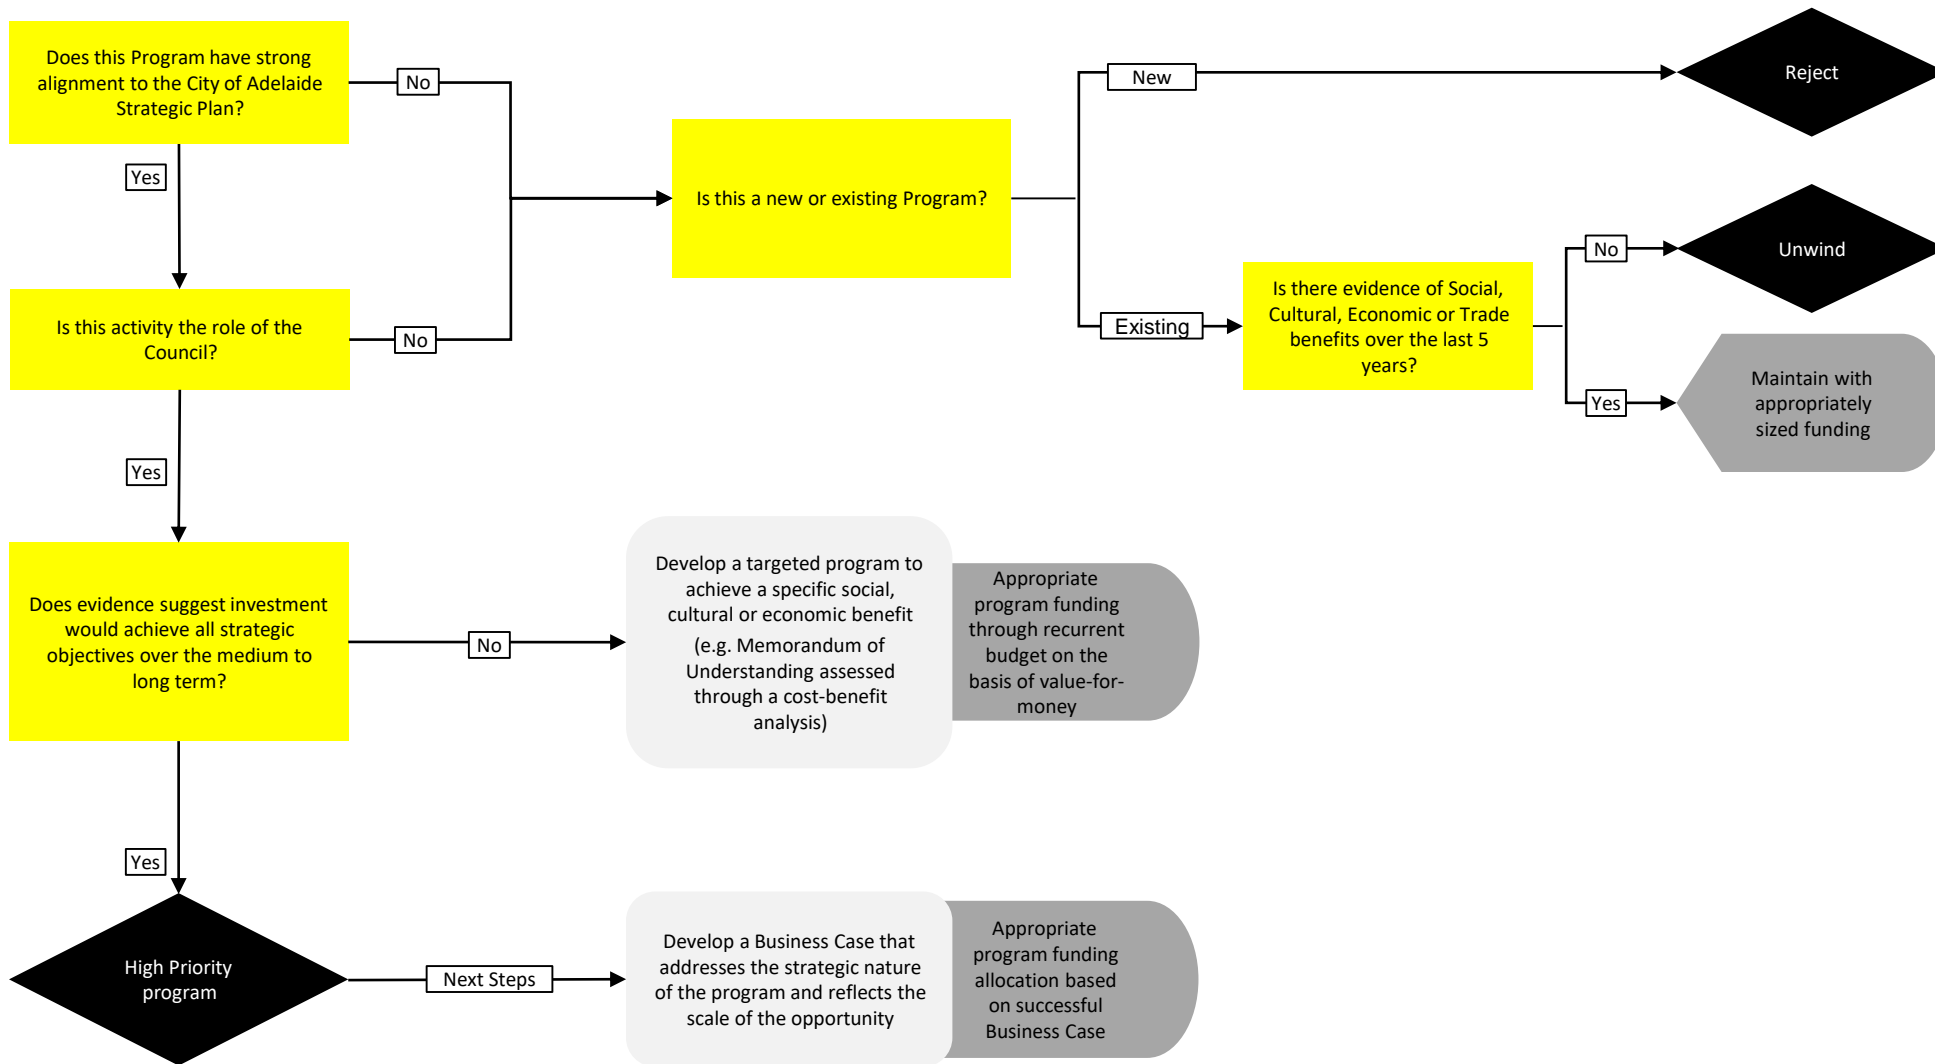 Does this Program have strong
alignment to the City of Adelaide
Strategic Plan?
No
Yes
Is this activity the role of the
Council?
No
Yes
Is this a new or existing Program?
New
Reject
Existing
Is there evidence of Social,
Cultural, Economic or Trade
benefits over the last 5
years?
No
Unwind
Yes
Maintain with
appropriately
sized funding
Does evidence suggest investment
would achieve all strategic
objectives over the medium to
long term?
No
Develop a targeted program to
achieve a specific social,
cultural or economic benefit
(e.g. Memorandum of
Understanding assessed
through a cost-benefit
analysis)
Appropriate
program funding
through recurrent
budget on the
basis of value-for-
money
Yes
High Priority
program
Next Steps
Develop a Business Case that
addresses the strategic nature
of the program and reflects the
scale of the opportunity
Appropriate
program funding
allocation based
on successful
Business Case